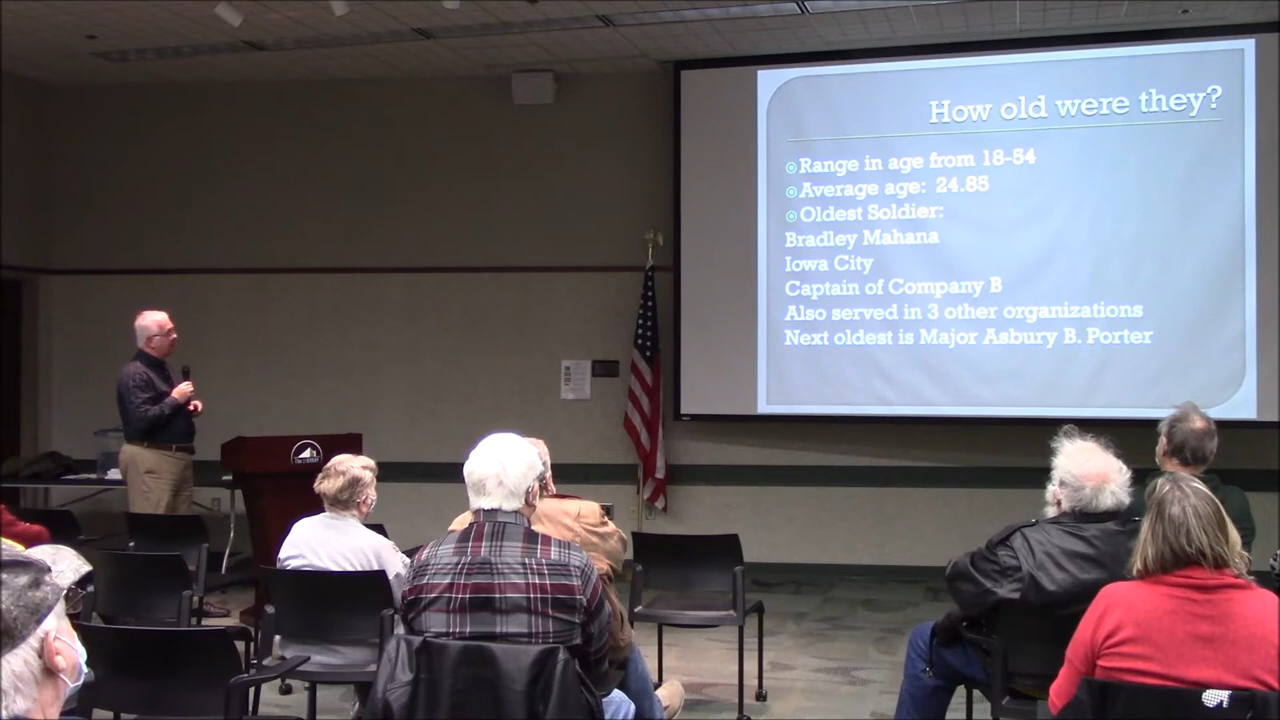 How old were they?
Range in age from 18-54
Average age: 24.85
Oldest Soldier:
Bradley Mahana
Iowa City
Captain of Company B
Also served in 3 other organizations
Next oldest is Major Asbury B. Porter